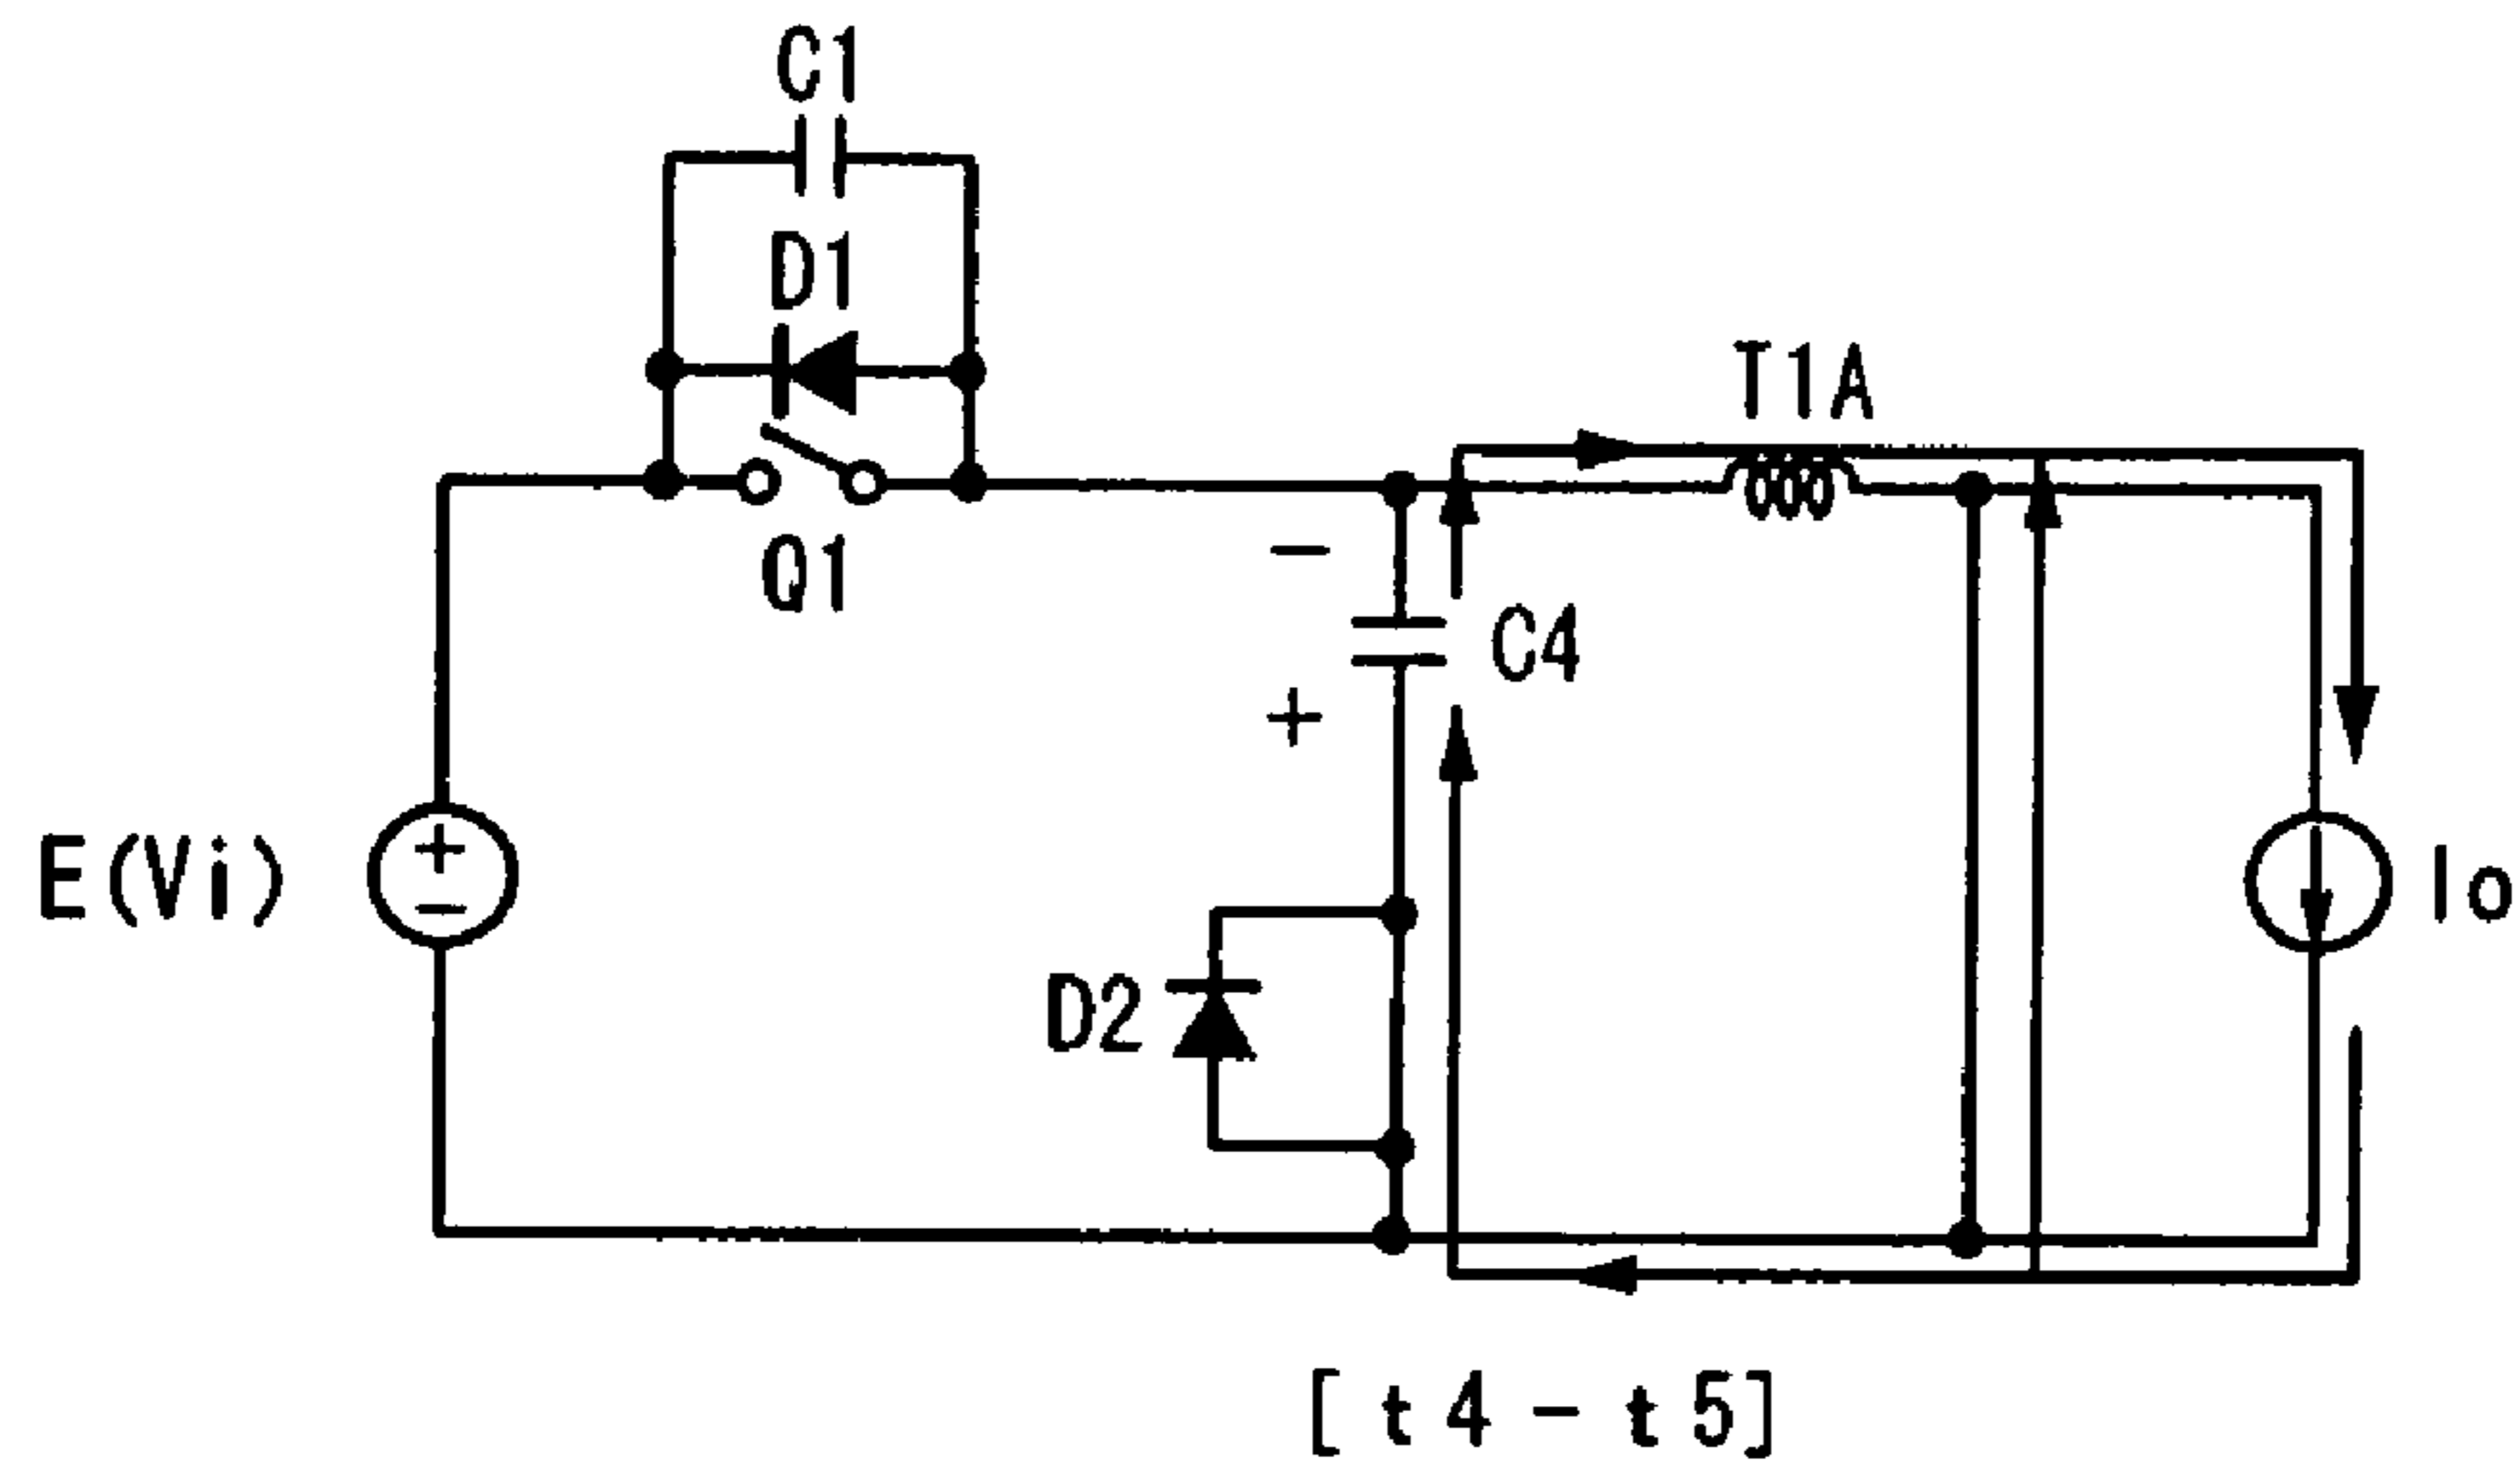 C1
D1
T1A
Q1
−
C4
+
E(Vi)
+
−
Io
D2
[t4-t5]